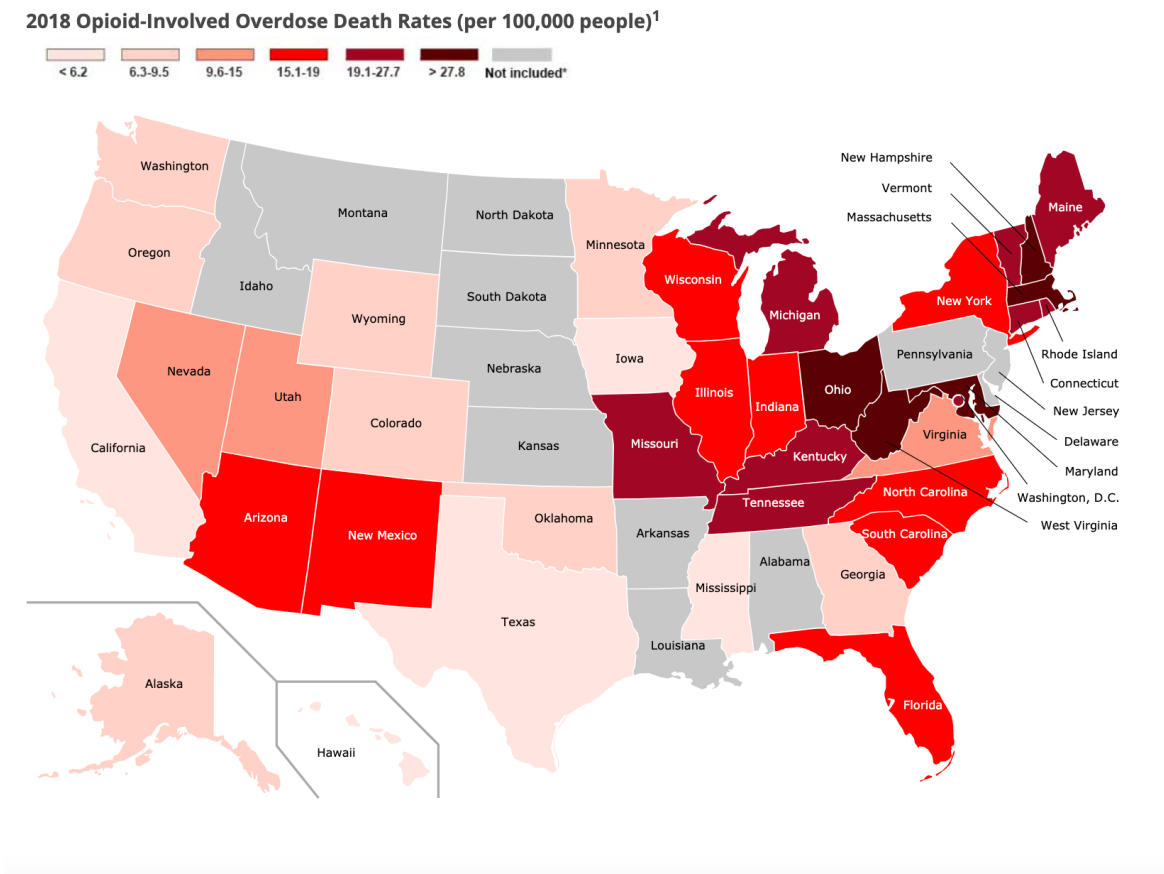 2018 Opioid-Involved Overdose Death Rates (per 100,000 people)1
< 6.2
6.3-9.5
9.6-15
15.1-19
19.1-27.7
> 27.8
Not included*
Washington
Montana
North Dakota
Minnesota
Oregon
Idaho
South Dakota
Wisconsin
Wyoming
Michigan
New Hampshire
Vermont
Massachusetts
Maine
New York
Nevada
Utah
Nebraska
Iowa
Pennsylvania
Rhode Island
Connecticut
New Jersey
Delaware
Maryland
Washington, D.C.
West Virginia
California
Colorado
Kansas
Missouri
Illinois
Indiana
Ohio
Kentucky
Virginia
Arizona
New Mexico
Oklahoma
Arkansas
Tennessee
North Carolina
South Carolina
Texas
Louisiana
Mississippi
Alabama
Georgia
Florida
Alaska
Hawaii